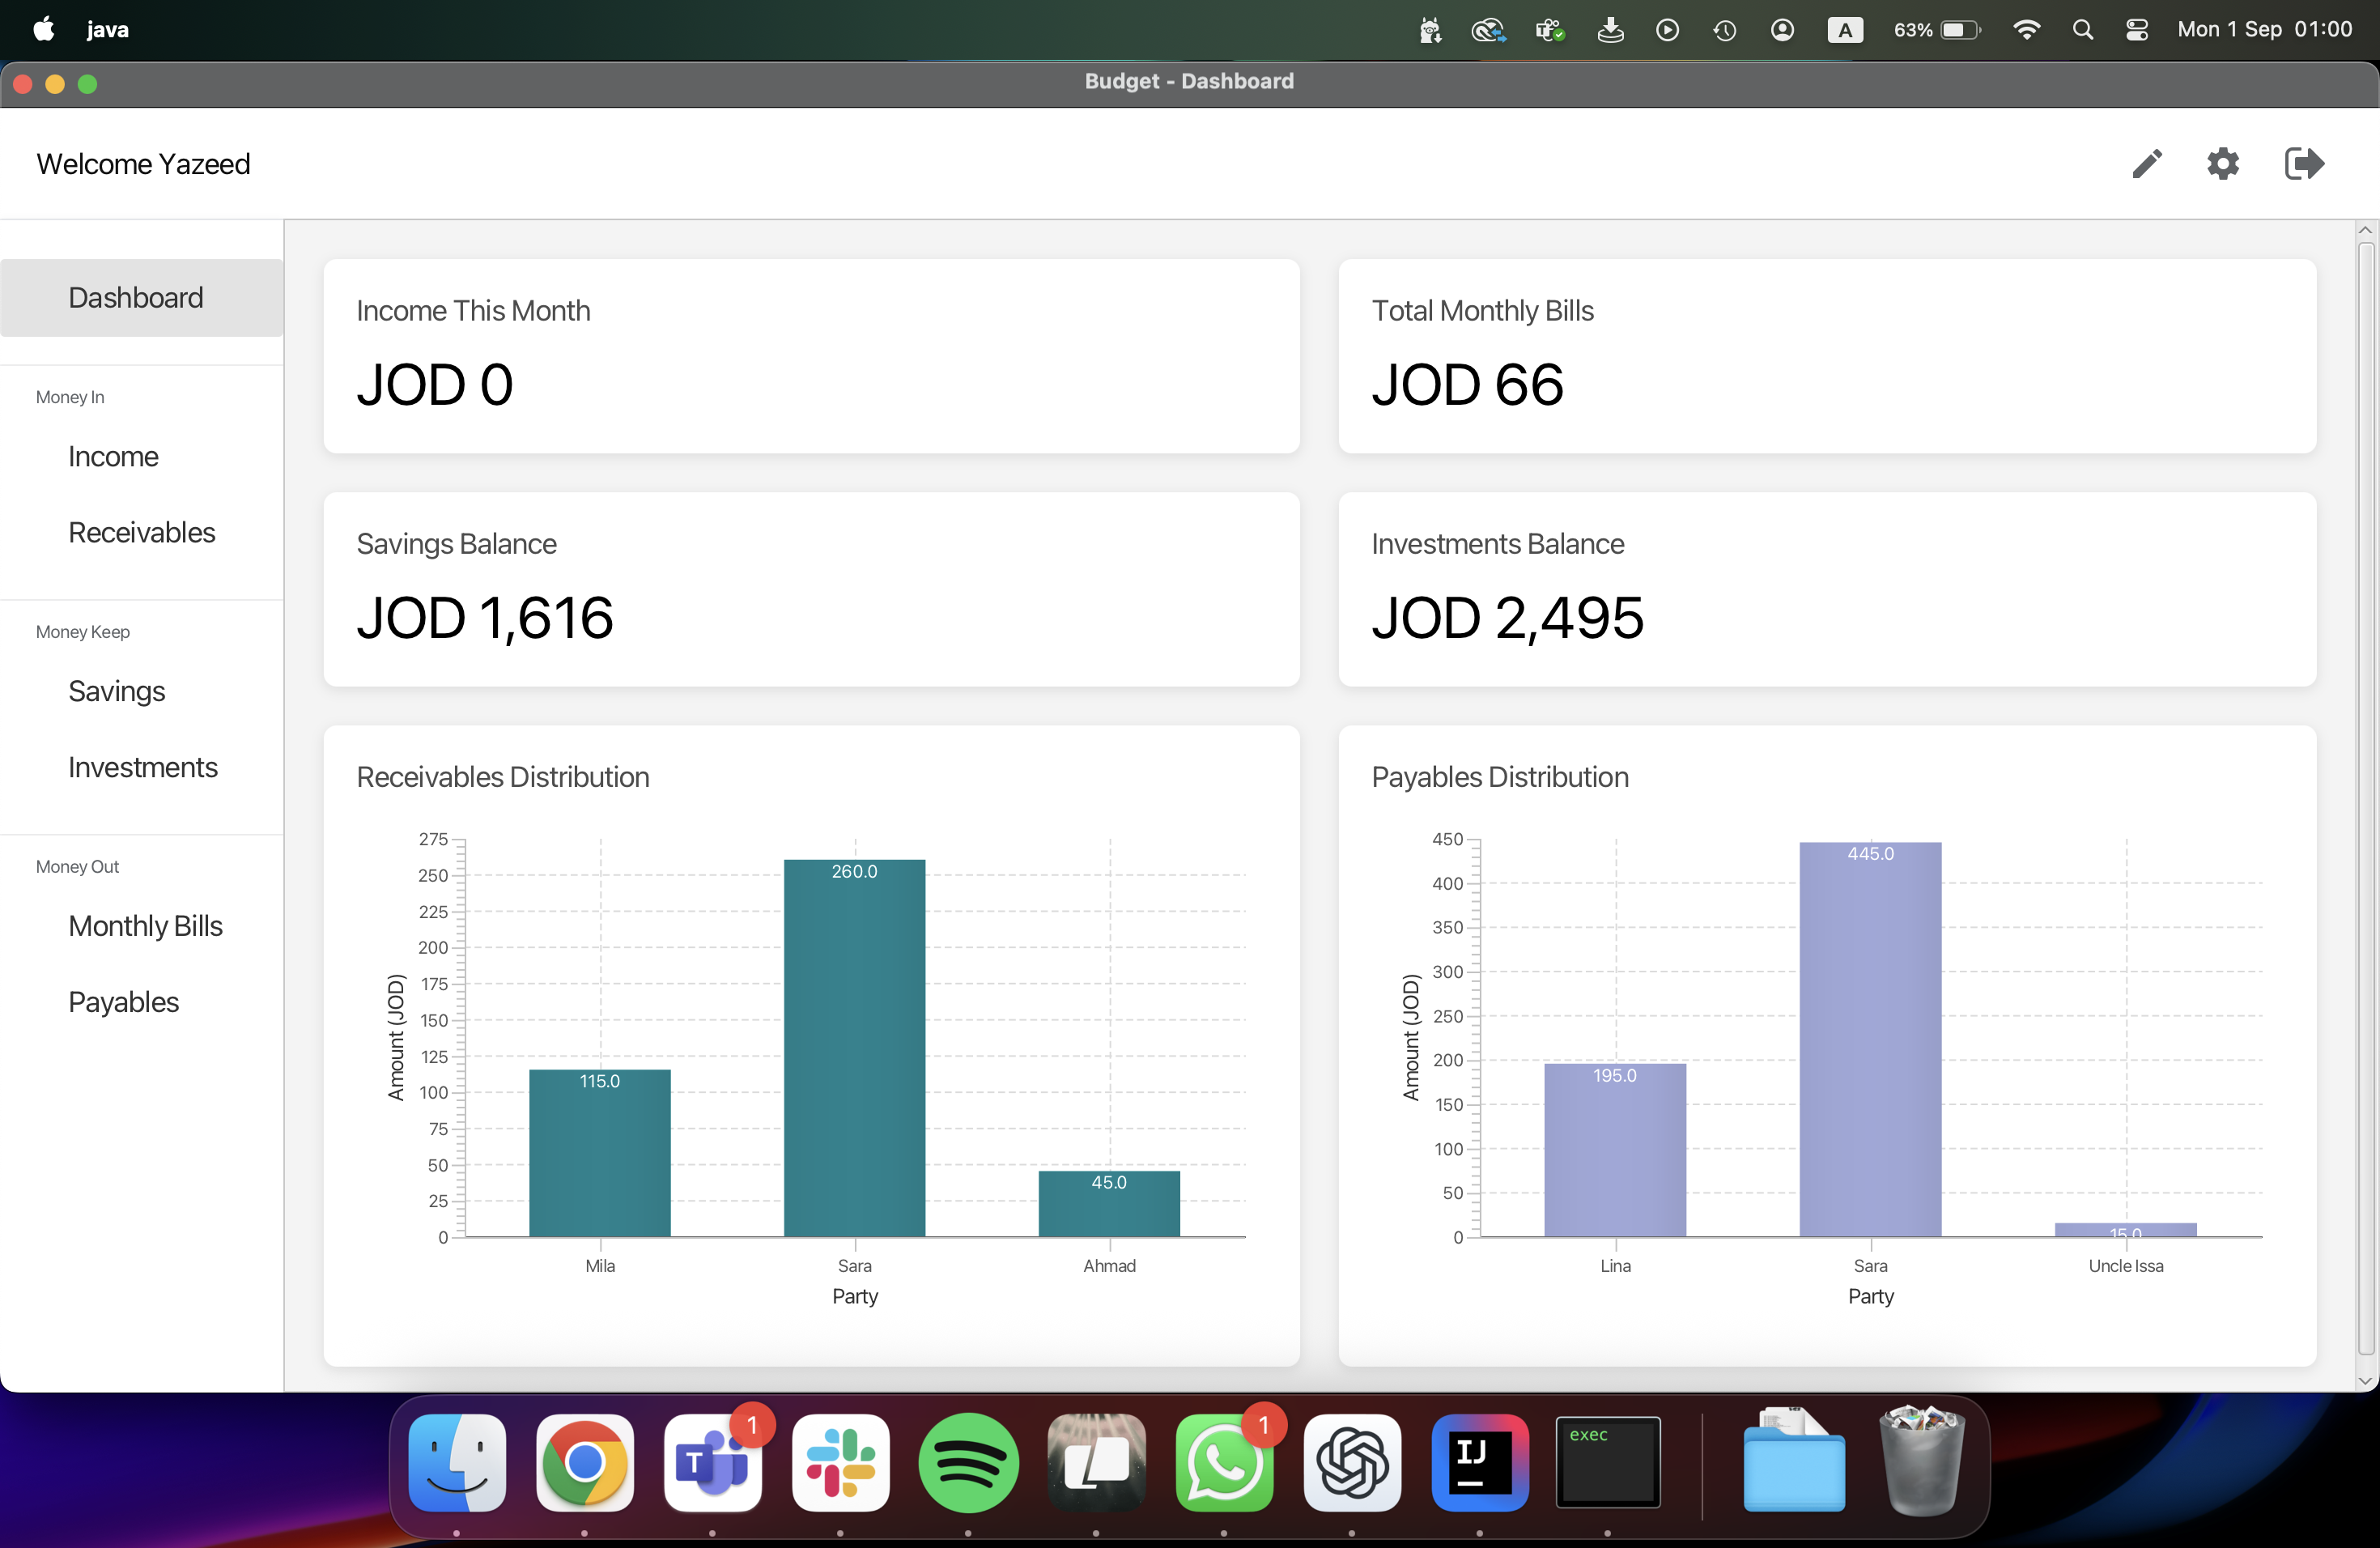 java
A
63%
Mon 1 Sep 01:00
Budget - Dashboard
Welcome Yazeed
Dashboard
Money In
Income
Receivables
Money Keep
Savings
Investments
Money Out
Monthly Bills
Payables
Income This Month
JOD 0
Total Monthly Bills
JOD 66
Savings Balance
JOD 1,616
Investments Balance
JOD 2,495
Receivables Distribution
275
250
225
200
175
150
125
100
75
50
25
0
Amount (JOD)
115.0
260.0
45.0
Mila
Sara
Ahmad
Party
Payables Distribution
450
400
350
300
250
200
150
100
50
0
Amount (JOD)
195.0
445.0
15.0
Lina
Sara
Uncle Issa
Party
T
1
1
IJ
exec